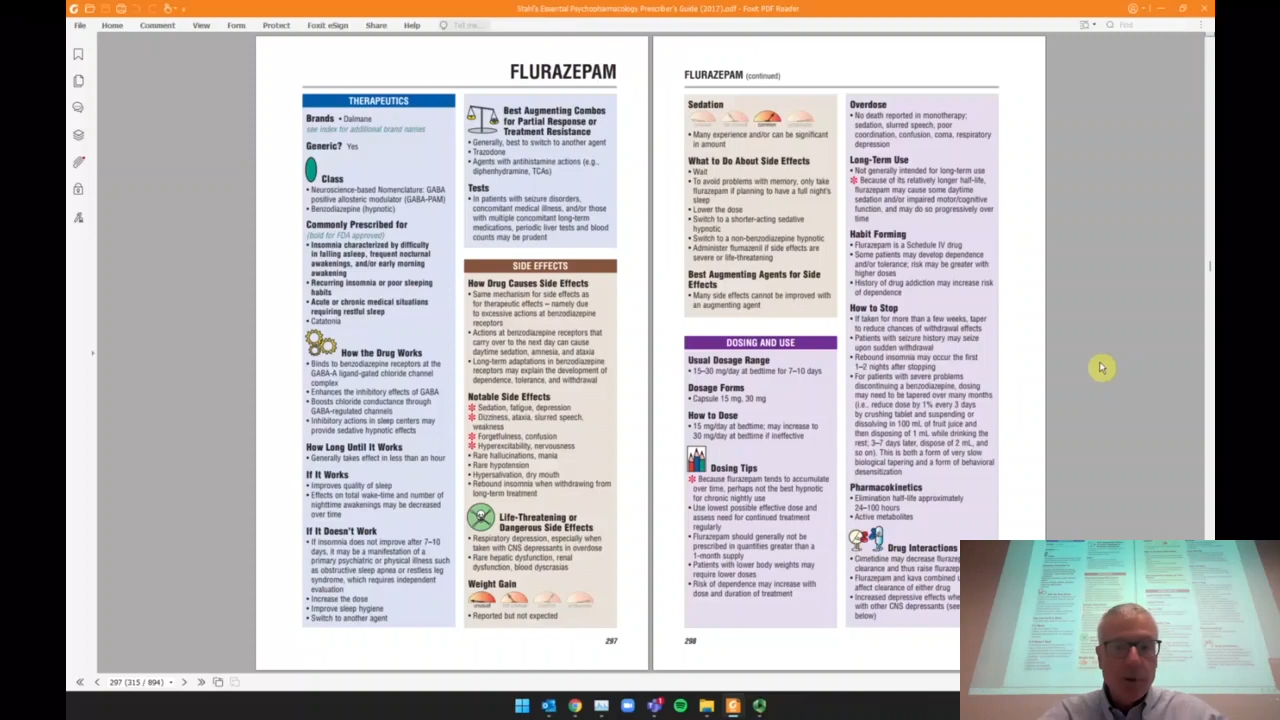 Stahl's Essential Psychopharmacology Prescriber's Guide (2017).pdf - Foxit PDF Reader
File Home Comment View Form Protect Foxit eSign Share Help Tell me... Find
FLURAZEPAM
THERAPEUTICS
Brands • Dalmane
see index for additional brand names
Generic? Yes
Class
• Neuroscience-based Nomenclature: GABA
positive allosteric modulator (GABA-PAM)
• Benzodiazepine (hypnotic)
Commonly Prescribed for
(bold for FDA approved)
• Insomnia characterized by difficulty
in falling asleep, frequent nocturnal
awakenings, and/or early morning
awakening
• Recurring insomnia or poor sleeping
habits
• Acute or chronic medical situations
requiring restful sleep
• Catatonia
How the Drug Works
• Binds to benzodiazepine receptors at the
GABA-A ligand-gated chloride channel
complex
• Enhances the inhibitory effects of GABA
• Boosts chloride conductance through
GABA-regulated channels
• Inhibitory actions in sleep centers may
provide sedative hypnotic effects
How Long Until It Works
• Generally takes effect in less than an hour
If It Works
• Improves quality of sleep
• Effects on total wake-time and number of
nighttime awakenings may be decreased
over time
If It Doesn't Work
• If insomnia does not improve after 7–10
days, it may be a manifestation of a
primary psychiatric or physical illness such
as obstructive sleep apnea or restless leg
syndrome, which requires independent
evaluation
• Increase the dose
• Improve sleep hygiene
• Switch to another agent
Best Augmenting Combos
for Partial Response or
Treatment Resistance
• Generally, best to switch to another agent
• Trazodone
• Agents with antihistamine actions (e.g.,
diphenhydramine, TCAs)
Tests
• In patients with seizure disorders,
concomitant medical illness, and/or those
with multiple concomitant long-term
medications, periodic liver tests and blood
counts may be prudent
SIDE EFFECTS
How Drug Causes Side Effects
• Same mechanism for side effects as
for therapeutic effects – namely due
to excessive actions at benzodiazepine
receptors
• Actions at benzodiazepine receptors that
carry over to the next day can cause
daytime sedation, amnesia, and ataxia
• Long-term adaptations in benzodiazepine
receptors may explain the development of
dependence, tolerance, and withdrawal
Notable Side Effects
✻ Sedation, fatigue, depression
✻ Dizziness, ataxia, slurred speech,
weakness
✻ Forgetfulness, confusion
✻ Hyperexcitability, nervousness
• Rare hallucinations, mania
• Rare hypotension
• Hypersalivation, dry mouth
• Rebound insomnia when withdrawing from
long-term treatment
Life-Threatening or
Dangerous Side Effects
• Respiratory depression, especially when
taken with CNS depressants in overdose
• Rare hepatic dysfunction, renal
dysfunction, blood dyscrasias
Weight Gain
unusual
• Reported but not expected
297
FLURAZEPAM (continued)
Sedation
common
• Many experience and/or can be significant
in amount
What to Do About Side Effects
• Wait
• To avoid problems with memory, only take
flurazepam if planning to have a full night's
sleep
• Lower the dose
• Switch to a shorter-acting sedative
hypnotic
• Switch to a non-benzodiazepine hypnotic
• Administer flumazenil if side effects are
severe or life-threatening
Best Augmenting Agents for Side
Effects
• Many side effects cannot be improved with
an augmenting agent
DOSING AND USE
Usual Dosage Range
• 15–30 mg/day at bedtime for 7–10 days
Dosage Forms
• Capsule 15 mg, 30 mg
How to Dose
• 15 mg/day at bedtime; may increase to
30 mg/day at bedtime if ineffective
Dosing Tips
✻ Because flurazepam tends to accumulate
over time, perhaps not the best hypnotic
for chronic nightly use
• Use lowest possible effective dose and
assess need for continued treatment
regularly
• Flurazepam should generally not be
prescribed in quantities greater than a
1-month supply
• Patients with lower body weights may
require lower doses
• Risk of dependence may increase with
dose and duration of treatment
Overdose
• No death reported in monotherapy;
sedation, slurred speech, poor
coordination, confusion, coma, respiratory
depression
Long-Term Use
• Not generally intended for long-term use
✻ Because of its relatively longer half-life,
flurazepam may cause some daytime
sedation and/or impaired motor/cognitive
function, and may do so progressively over
time
Habit Forming
• Flurazepam is a Schedule IV drug
• Some patients may develop dependence
and/or tolerance; risk may be greater with
higher doses
• History of drug addiction may increase risk
of dependence
How to Stop
• If taken for more than a few weeks, taper
to reduce chances of withdrawal effects
• Patients with seizure history may seize
upon sudden withdrawal
• Rebound insomnia may occur the first
1–2 nights after stopping
• For patients with severe problems
discontinuing a benzodiazepine, dosing
may need to be tapered over many months
(i.e., reduce dose by 1% every 3 days
by crushing tablet and suspending or
dissolving in 100 mL of fruit juice and
then disposing of 1 mL while drinking the
rest; 3–7 days later, dispose of 2 mL, and
so on). This is both a form of very slow
biological tapering and a form of behavioral
desensitization
Pharmacokinetics
• Elimination half-life approximately
24–100 hours
• Active metabolites
Drug Interactions
• Cimetidine may decrease flurazep
clearance and thus raise flurazep
• Flurazepam and kava combined u
affect clearance of either drug
• Increased depressive effects whe
with other CNS depressants (see
below)
298
297 (315 / 894)